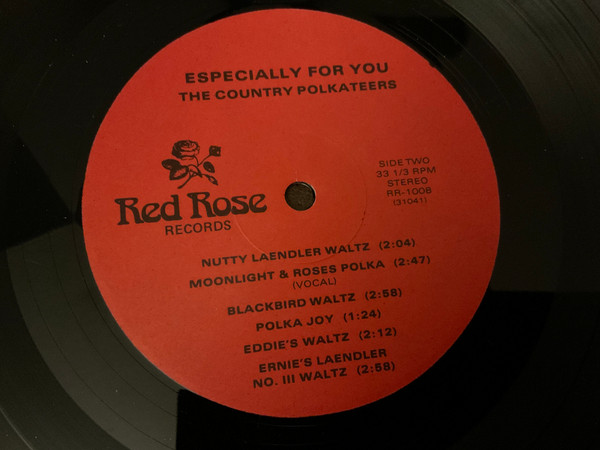 ESPECIALLY FOR YOU
THE COUNTRY POLKATEERS
Red Rose
RECORDS
SIDE TWO
33 1/3 RPM
STEREO
RR-1008
(31041)
NUTTY LAENDLER WALTZ (2:04)
MOONLIGHT & ROSES POLKA (2:47)
(VOCAL)
BLACKBIRD WALTZ (2:58)
POLKA JOY (1:24)
EDDIE'S WALTZ (2:12)
ERNIE'S LAENDLER
NO. III WALTZ (2:58)